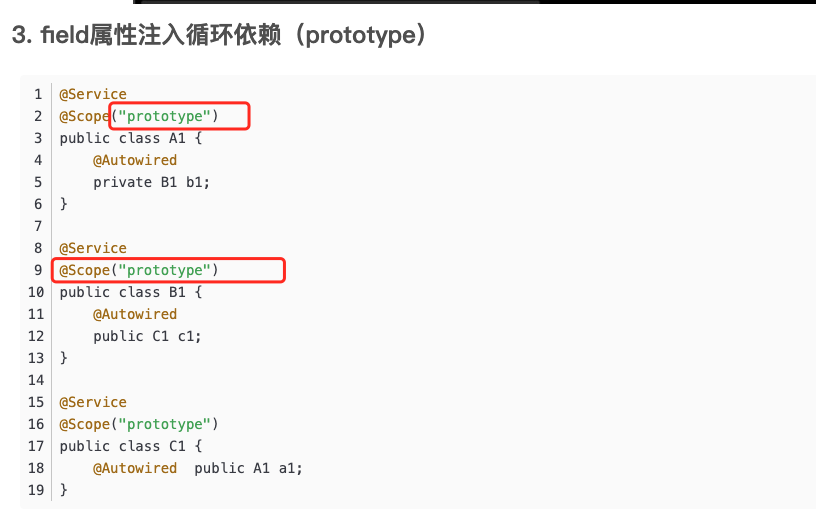 3. field属性注入循环依赖（prototype）
1 @Service
2 @Scope("prototype")
3 public class A1 {
4     @Autowired
5     private B1 b1;
6 }
7
8 @Service
9 @Scope("prototype")
10 public class B1 {
11     @Autowired
12     public C1 c1;
13 }
14
15 @Service
16 @Scope("prototype")
17 public class C1 {
18     @Autowired  public A1 a1;
19 }